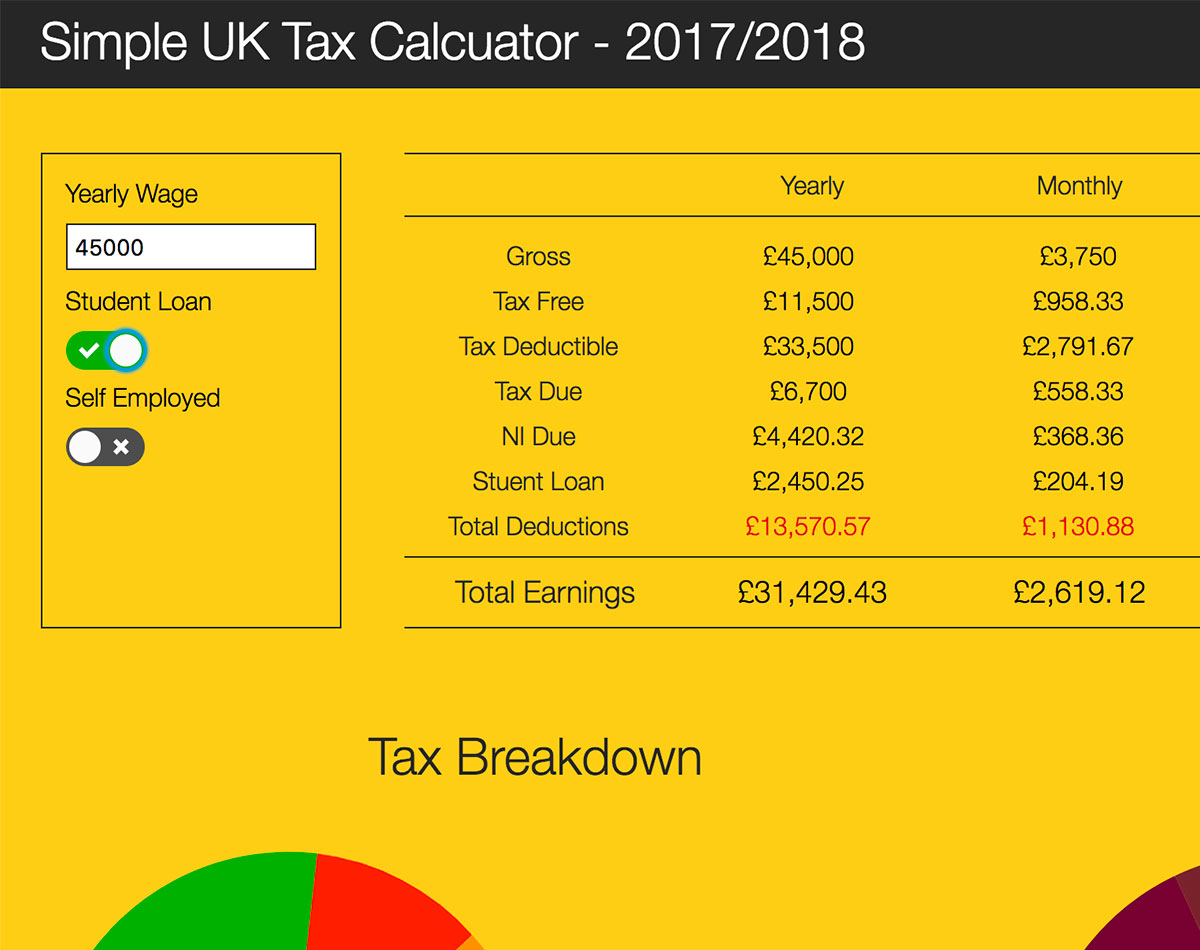 Simple UK Tax Calcuator - 2017/2018
Yearly Wage
45000
Student Loan
Self Employed
Yearly Monthly
Gross £45,000 £3,750
Tax Free £11,500 £958.33
Tax Deductible £33,500 £2,791.67
Tax Due £6,700 £558.33
NI Due £4,420.32 £368.36
Stuent Loan £2,450.25 £204.19
Total Deductions £13,570.57 £1,130.88
Total Earnings £31,429.43 £2,619.12
Tax Breakdown